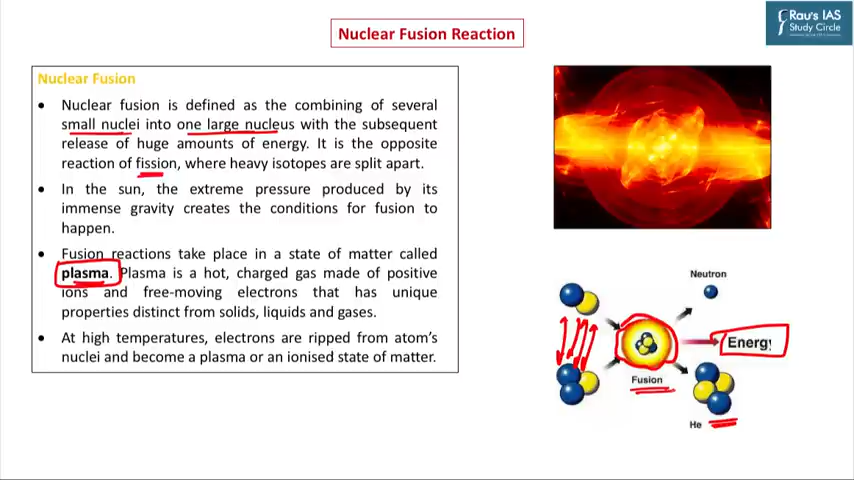 Nuclear Fusion Reaction
Rau's IAS
Study Circle
Nuclear Fusion
• Nuclear fusion is defined as the combining of several
small nuclei into one large nucleus with the subsequent
release of huge amounts of energy. It is the opposite
reaction of fission, where heavy isotopes are split apart.
• In the sun, the extreme pressure produced by its
immense gravity creates the conditions for fusion to
happen.
• Fusion reactions take place in a state of matter called
plasma. Plasma is a hot, charged gas made of positive
ions and free-moving electrons that has unique
properties distinct from solids, liquids and gases.
• At high temperatures, electrons are ripped from atom's
nuclei and become a plasma or an ionised state of matter.
Neutron
Energy
Fusion
He